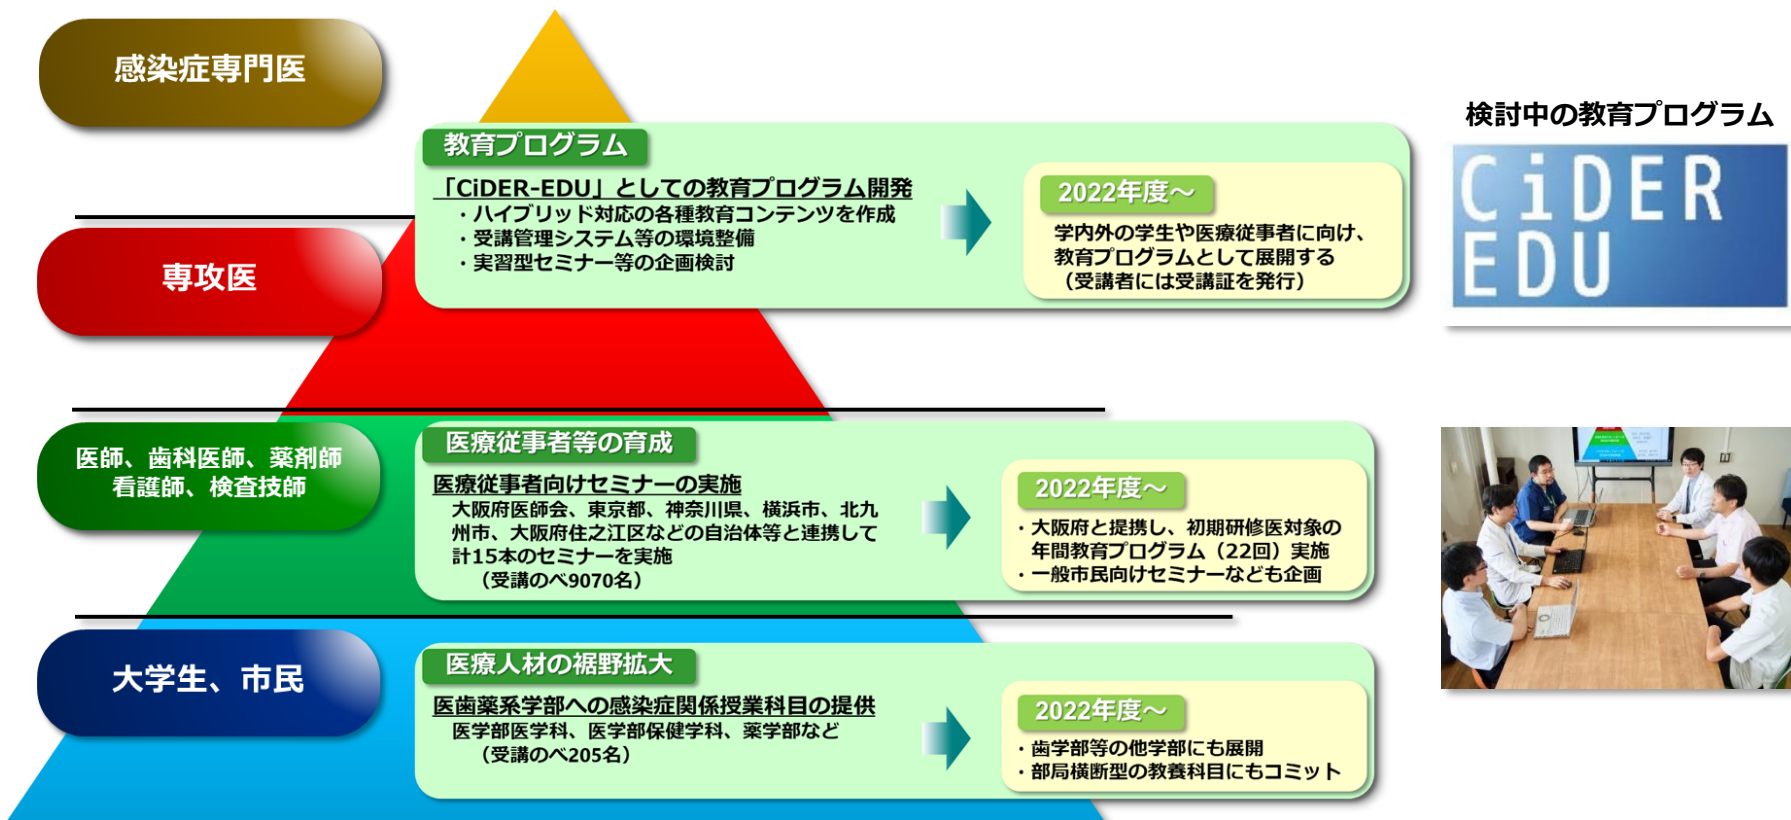 感染症専門医
教育プログラム
「CiDER-EDU」としての教育プログラム開発
・ハイブリッド対応の各種教育コンテンツを作成
・受講管理システム等の環境整備
・実習型セミナー等の企画検討
2022年度～
学内外の学生や医療従事者に向け、
教育プログラムとして展開する
（受講者には受講証を発行）
検討中の教育プログラム
CiDER
EDU
専攻医
医師、歯科医師、薬剤師
看護師、検査技師
医療従事者等の育成
医療従事者向けセミナーの実施
大阪府医師会、東京都、神奈川県、横浜市、北九
州市、大阪府住之江区などの自治体等と連携して
計15本のセミナーを実施
（受講のべ9070名）
2022年度～
・大阪府と提携し、初期研修医対象の
年間教育プログラム（22回）実施
・一般市民向けセミナーなども企画
大学生、市民
医療人材の裾野拡大
医歯薬系学部への感染症関係授業科目の提供
医学部医学科、医学部保健学科、薬学部など
（受講のべ205名）
2022年度～
・歯学部等の他学部にも展開
・部局横断型の教養科目にもコミット